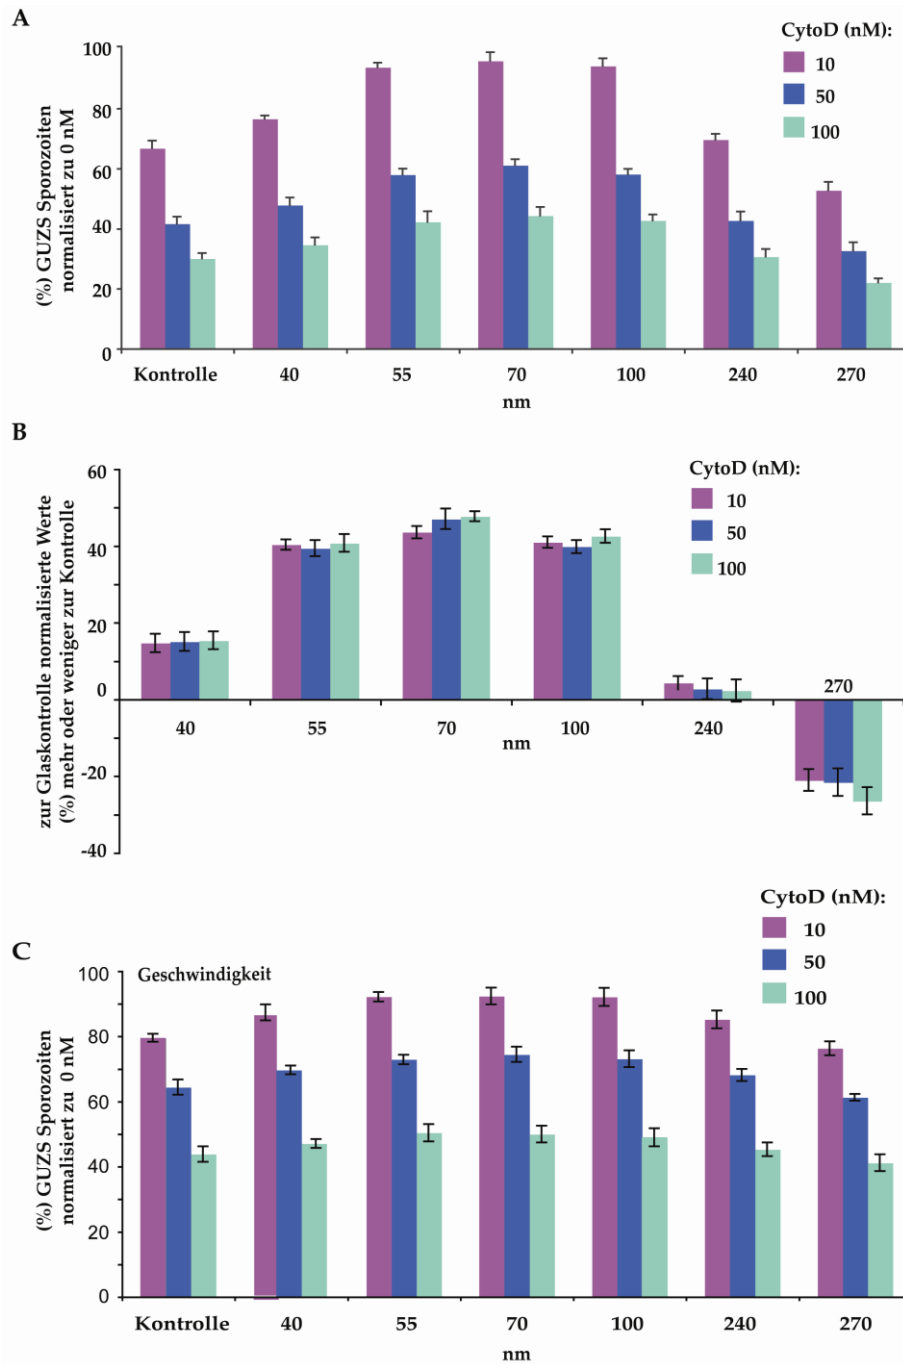 A
CytoD (nM):
10
50
100
(%) GUZS Sporozoiten
normalisiert zu 0 nM
100
80
60
40
20
0
Kontrolle 40 55 70 100 240 270
nm
B
CytoD (nM):
10
50
100
zur Glaskontrolle normalisierte Werte
(%) mehr oder weniger zur Kontrolle
60
40
20
0
-20
-40
270
40 55 70 100 240
nm
CytoD (nM):
10
50
100
C
Geschwindigkeit
(%) GUZS Sporozoiten
normalisiert zu 0 nM
100
80
60
40
20
0
Kontrolle 40 55 70 100 240 270
nm